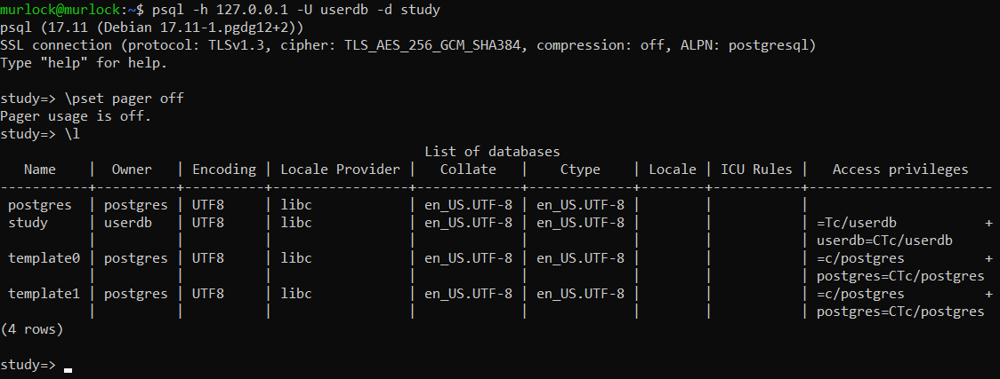 murlock@murlock:~$ psql -h 127.0.0.1 -U userdb -d study
psql (17.11 (Debian 17.11-1.pgdg12+2))
SSL connection (protocol: TLSv1.3, cipher: TLS_AES_256_GCM_SHA384, compression: off, ALPN: postgresql)
Type "help" for help.

study=> \pset pager off
Pager usage is off.
study=> \l
                                                 List of databases
   Name    |  Owner   | Encoding | Locale Provider |   Collate   |    Ctype    | Locale | ICU Rules |   Access privileges
-----------+----------+----------+-----------------+-------------+-------------+--------+-----------+-----------------------
 postgres  | postgres | UTF8     | libc            | en_US.UTF-8 | en_US.UTF-8 |        |           |
 study     | userdb   | UTF8     | libc            | en_US.UTF-8 | en_US.UTF-8 |        |           | =Tc/userdb           +
           |          |          |                 |             |             |        |           | userdb=CTc/userdb
 template0 | postgres | UTF8     | libc            | en_US.UTF-8 | en_US.UTF-8 |        |           | =c/postgres          +
           |          |          |                 |             |             |        |           | postgres=CTc/postgres
 template1 | postgres | UTF8     | libc            | en_US.UTF-8 | en_US.UTF-8 |        |           | =c/postgres          +
           |          |          |                 |             |             |        |           | postgres=CTc/postgres
(4 rows)

study=>